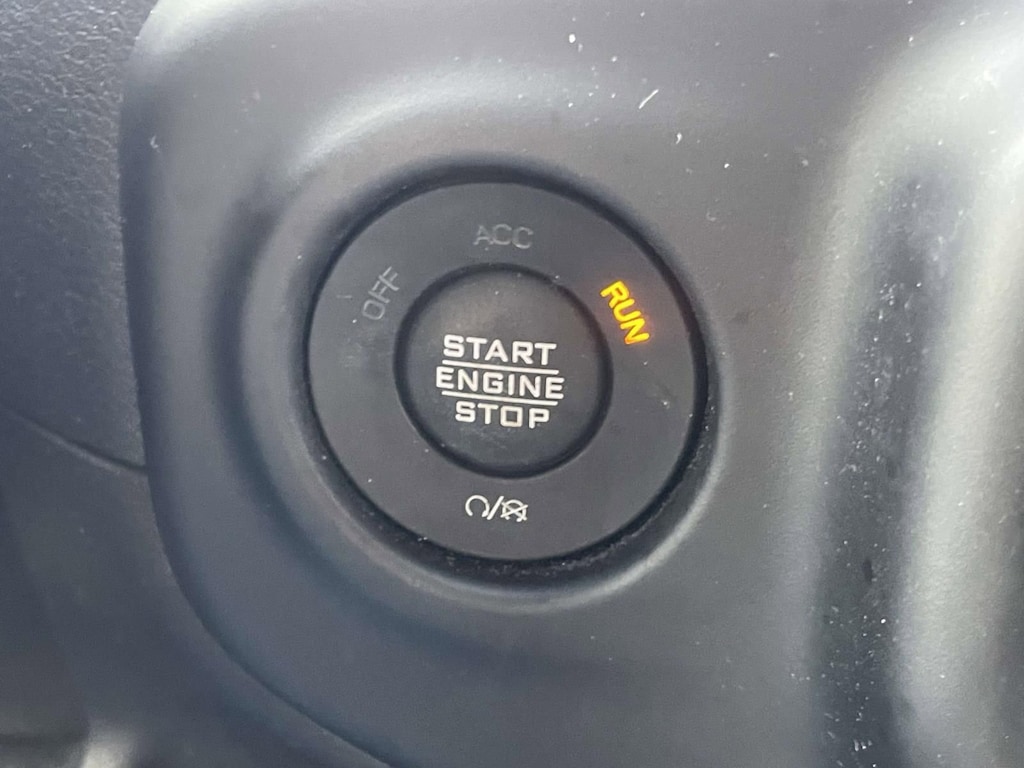 ACC
OFF
RUN
START
ENGINE
STOP